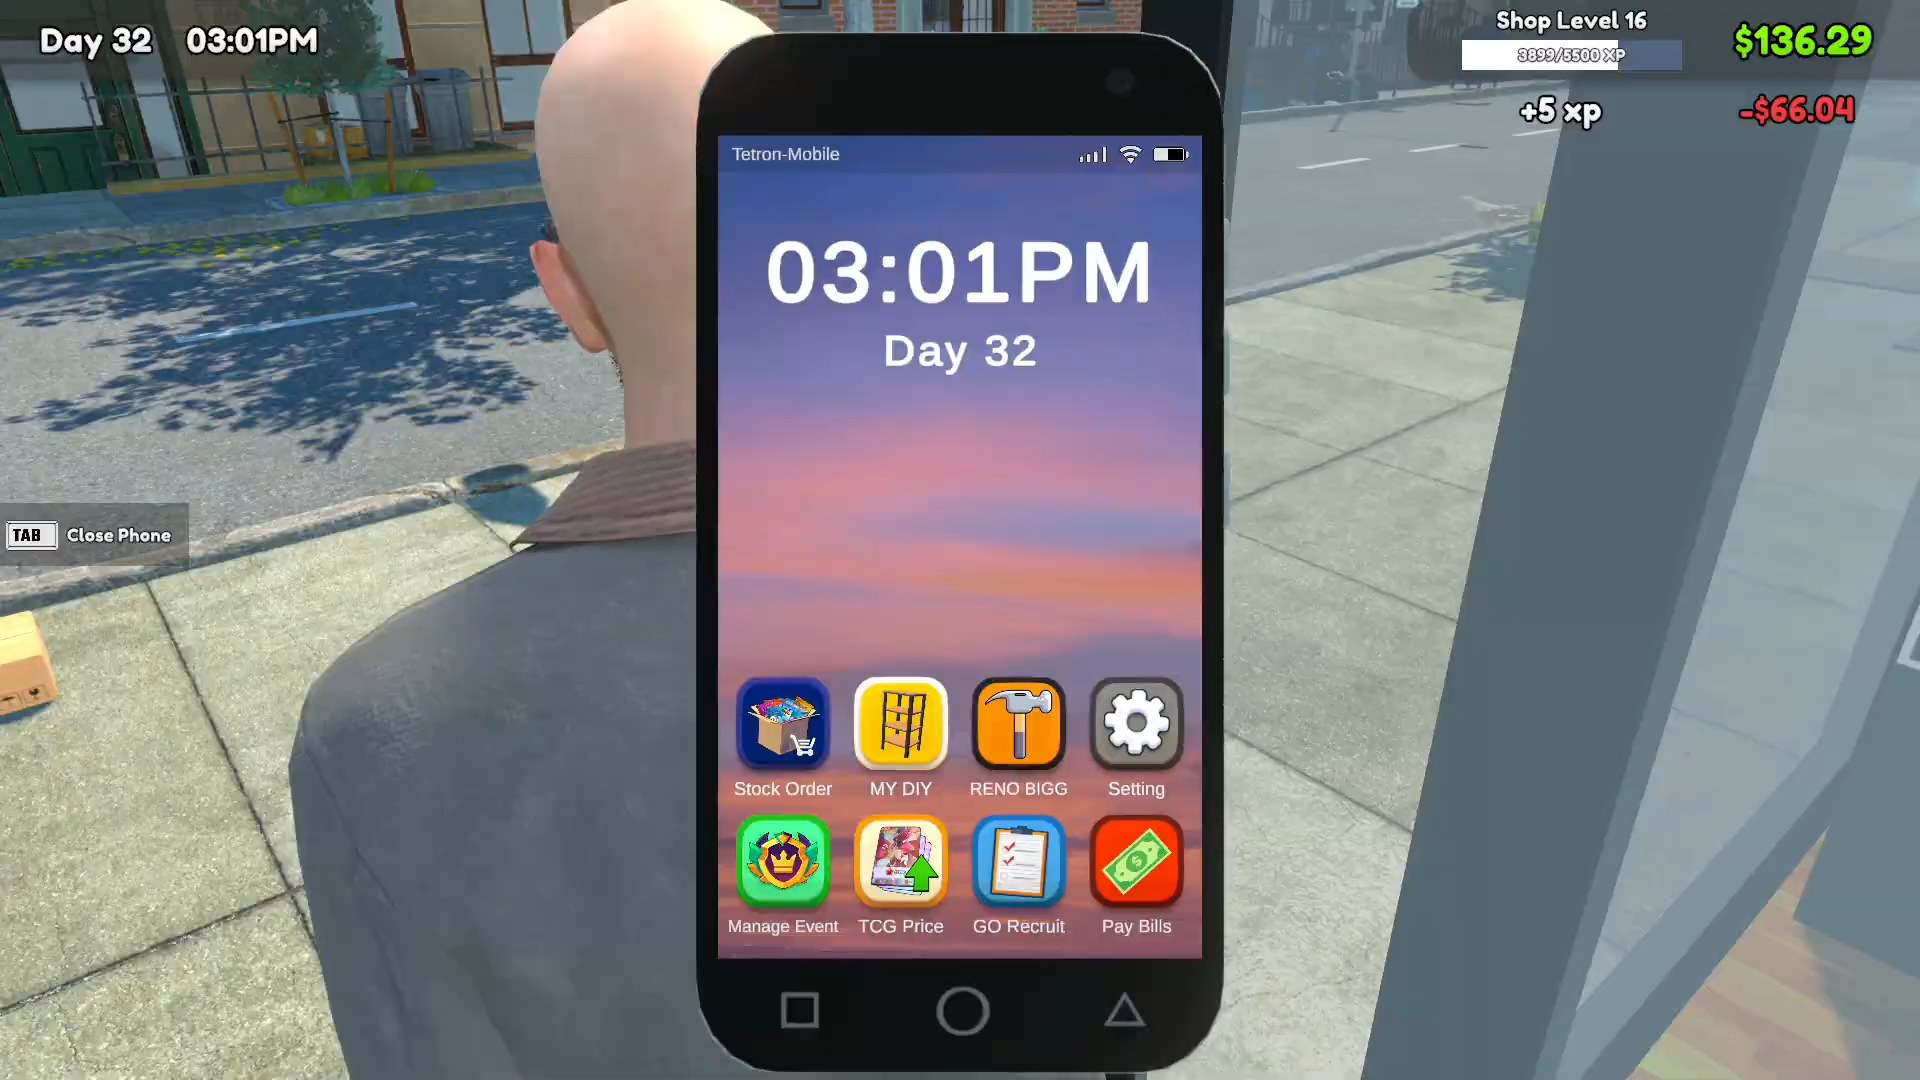 Day 32 03:01PM
Shop Level 16
3899/5500 XP
$136.29
+5 xp
-$66.04
Tetron-Mobile
03:01PM
Day 32
TAB Close Phone
Stock Order MY DIY RENO BIGG Setting
Manage Event TCG Price GO Recruit Pay Bills